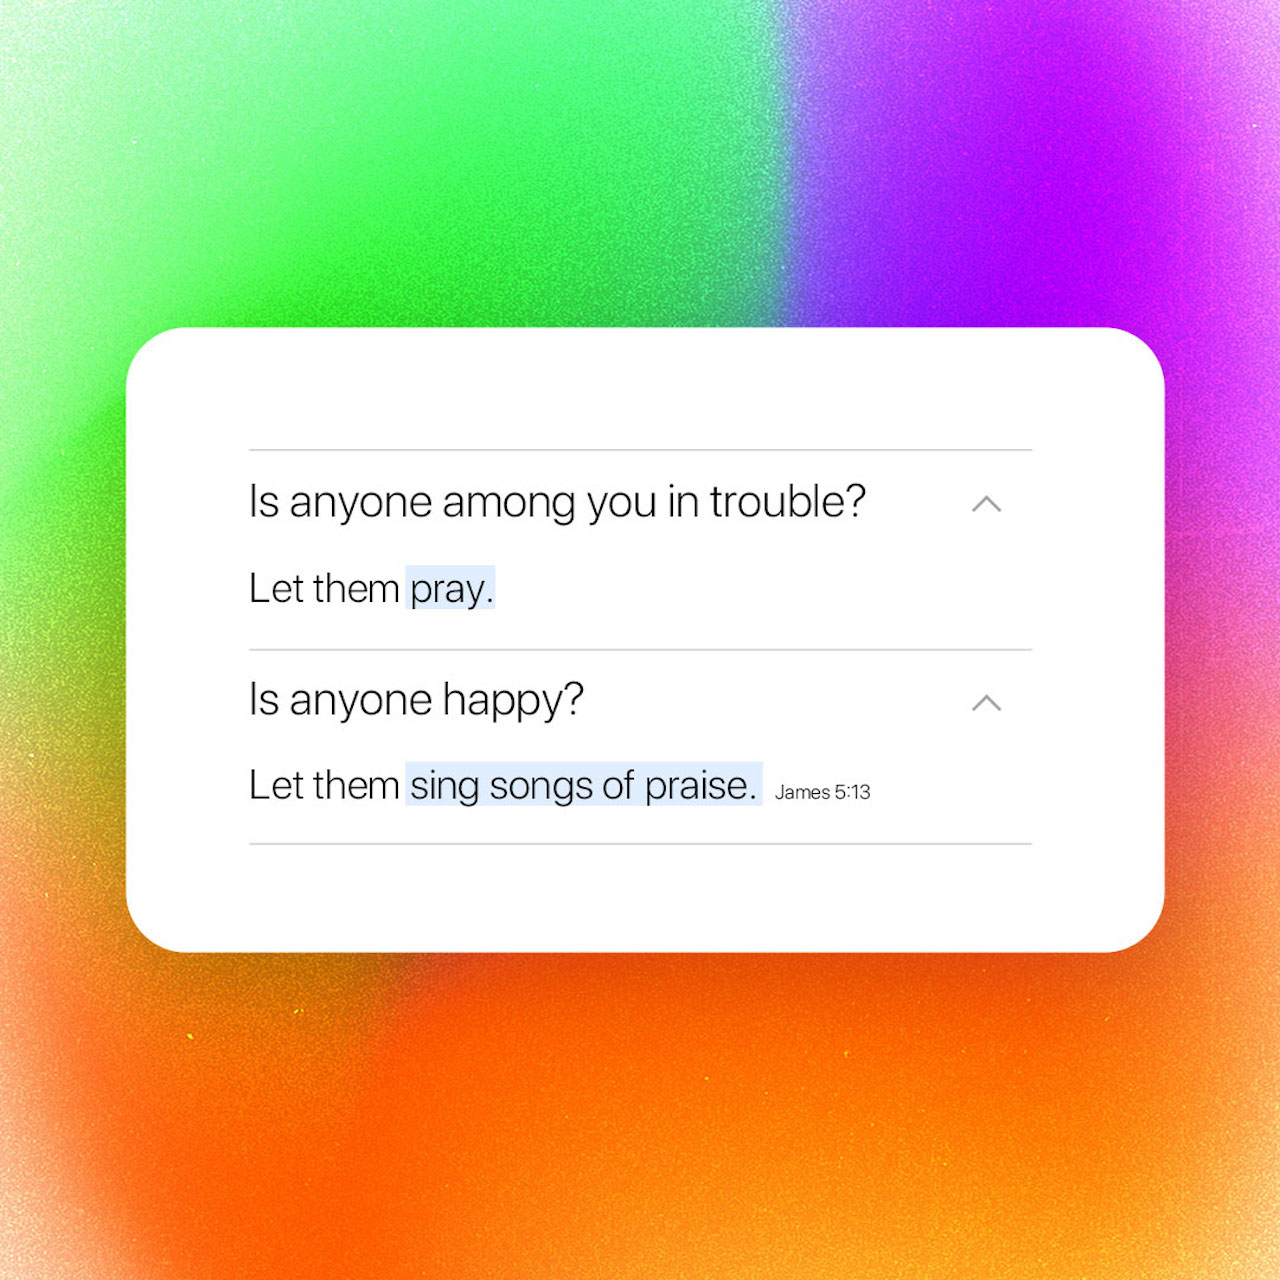 Is anyone among you in trouble?
Let them pray.
Is anyone happy?
Let them sing songs of praise. James 5:13